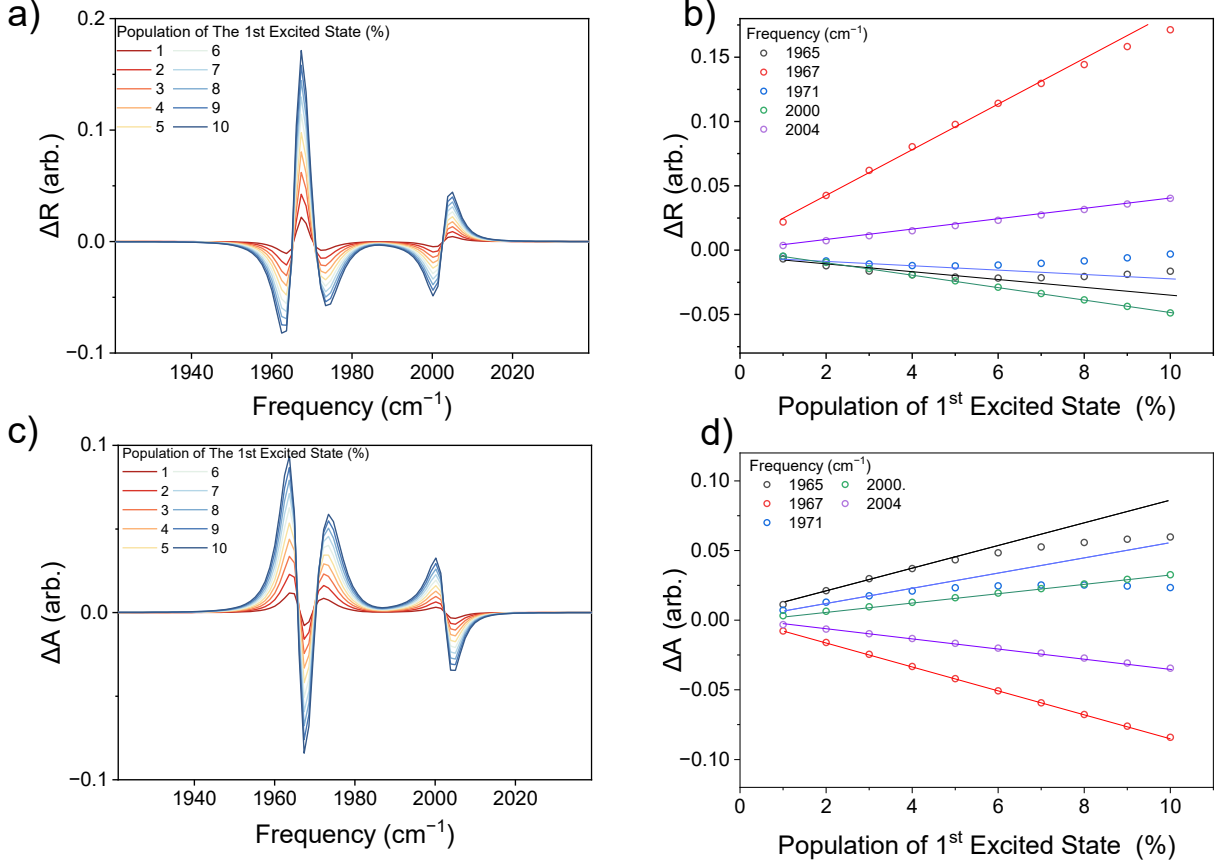 a)
0.2
0.1
0.0
−0.1
ΔR (arb.)
Population of The 1st Excited State (%)
1 6
2 7
3 8
4 9
5 10
1940 1960 1980 2000 2020
Frequency (cm⁻¹)
b)
0.15
0.10
0.05
0.00
−0.05
ΔR (arb.)
Frequency (cm⁻¹)
1965
1967
1971
2000
2004
0 2 4 6 8 10
Population of 1ˢᵗ Excited State (%)
c)
0.1
0.0
−0.1
ΔA (arb.)
Population of The 1st Excited State (%)
1 6
2 7
3 8
4 9
5 10
1940 1960 1980 2000 2020
Frequency (cm⁻¹)
d)
0.10
0.05
0.00
−0.05
−0.10
ΔA (arb.)
Frequency (cm⁻¹)
1965 2000.
1967 2004
1971
0 2 4 6 8 10
Population of 1ˢᵗ Excited State (%)